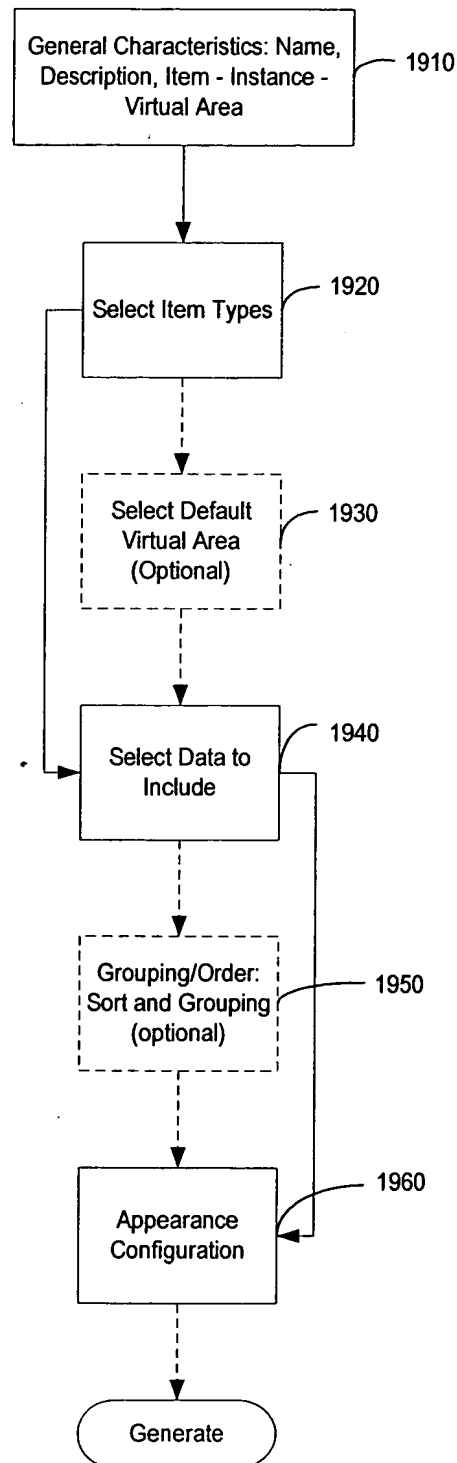 General Characteristics: Name,
Description, Item - Instance -
Virtual Area
1910
Select Item Types
1920
Select Default
Virtual Area
(Optional)
1930
Select Data to
Include
1940
Grouping/Order:
Sort and Grouping
(optional)
1950
Appearance
Configuration
1960
Generate